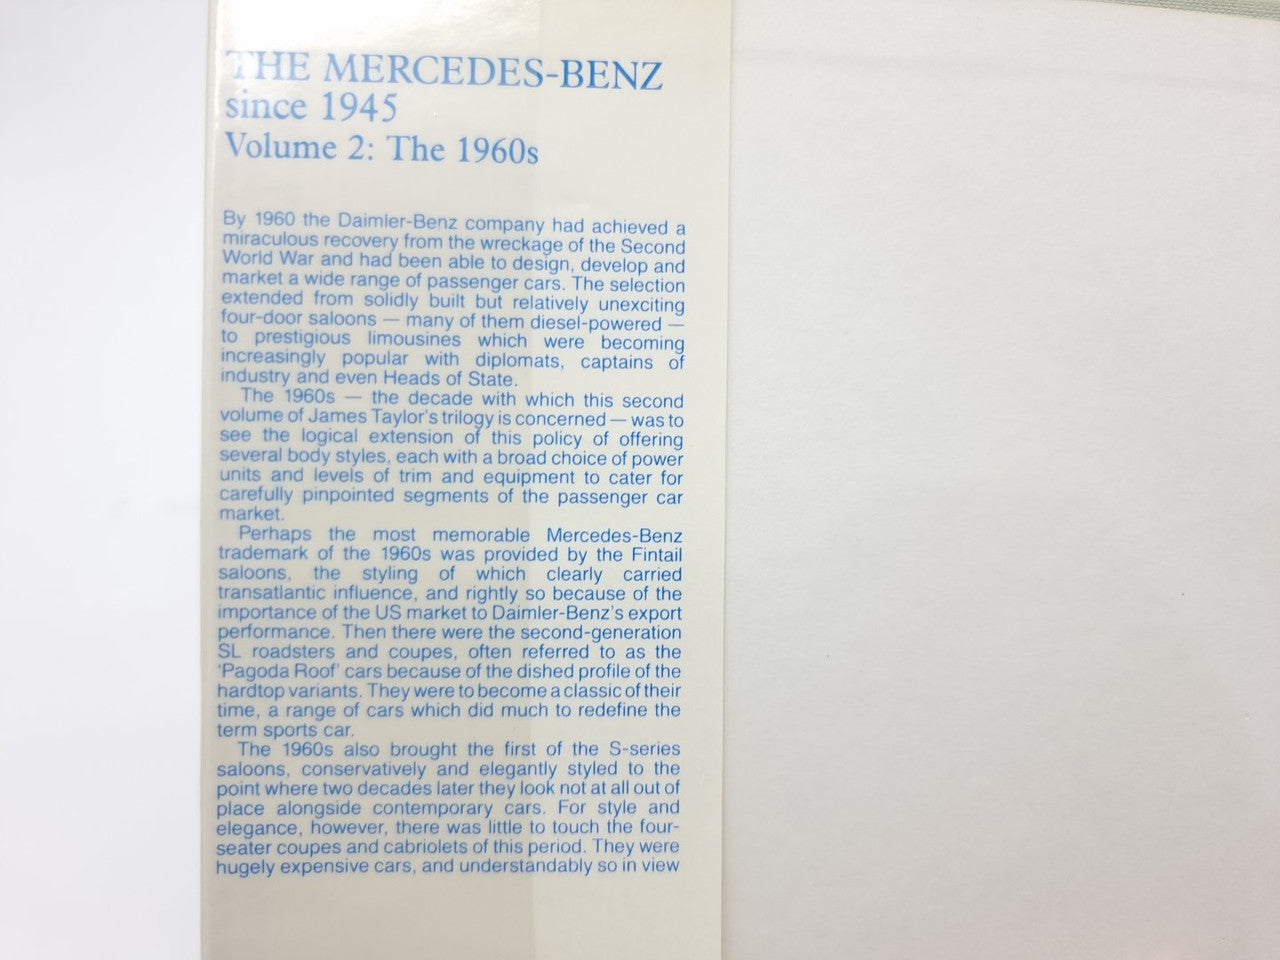 THE MERCEDES-BENZ
since 1945
Volume 2: The 1960s
By 1960 the Daimler-Benz company had achieved a
miraculous recovery from the wreckage of the Second
World War and had been able to design, develop and
market a wide range of passenger cars. The selection
extended from solidly built but relatively unexciting
four-door saloons — many of them diesel-powered —
to prestigious limousines which were becoming
increasingly popular with diplomats, captains of
industry and even Heads of State.
The 1960s — the decade with which this second
volume of James Taylor's trilogy is concerned — was to
see the logical extension of this policy of offering
several body styles, each with a broad choice of power
units and levels of trim and equipment to cater for
carefully pinpointed segments of the passenger car
market.
Perhaps the most memorable Mercedes-Benz
trademark of the 1960s was provided by the Fintail
saloons, the styling of which clearly carried
transatlantic influence, and rightly so because of the
importance of the US market to Daimler-Benz's export
performance. Then there were the second-generation
SL roadsters and coupes, often referred to as the
'Pagoda Roof' cars because of the dished profile of the
hardtop variants. They were to become a classic of their
time, a range of cars which did much to redefine the
term sports car.
The 1960s also brought the first of the S-series
saloons, conservatively and elegantly styled to the
point where two decades later they look not at all out of
place alongside contemporary cars. For style and
elegance, however, there was little to touch the four-
seater coupes and cabriolets of this period. They were
hugely expensive cars, and understandably so in view